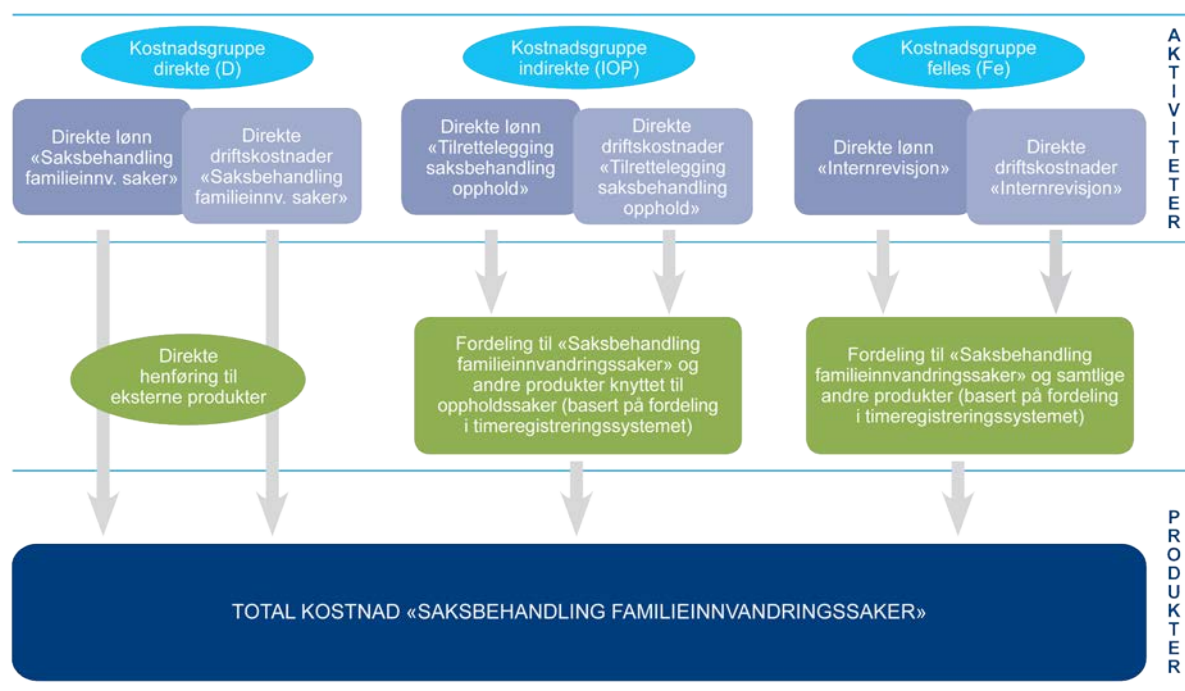 Kostnadsgruppe
direkte (D)
Kostnadsgruppe
indirekte (IOP)
Kostnadsgruppe
felles (Fe)
AKTIVITETER
Direkte lønn
«Saksbehandling
familieinnv. saker»
Direkte
driftskostnader
«Saksbehandling
familieinnv. saker»
Direkte lønn
«Tilrettelegging
saksbehandling
opphold»
Direkte
driftskostnader
«Tilrettelegging
saksbehandling
opphold»
Direkte lønn
«Internrevisjon»
Direkte
driftskostnader
«Internrevisjon»
Direkte
henføring til
eksterne produkter
Fordeling til «Saksbehandling
familieinnvandringssaker» og
andre produkter knyttet til
oppholdssaker (basert på fordeling
i timeregistreringssystemet)
Fordeling til «Saksbehandling
familieinnvandringssaker» og samtlige
andre produkter (basert på fordeling
i timeregistreringssystemet)
TOTAL KOSTNAD «SAKSBEHANDLING FAMILIEINNVANDRINGSSAKER»
PRODUKTER